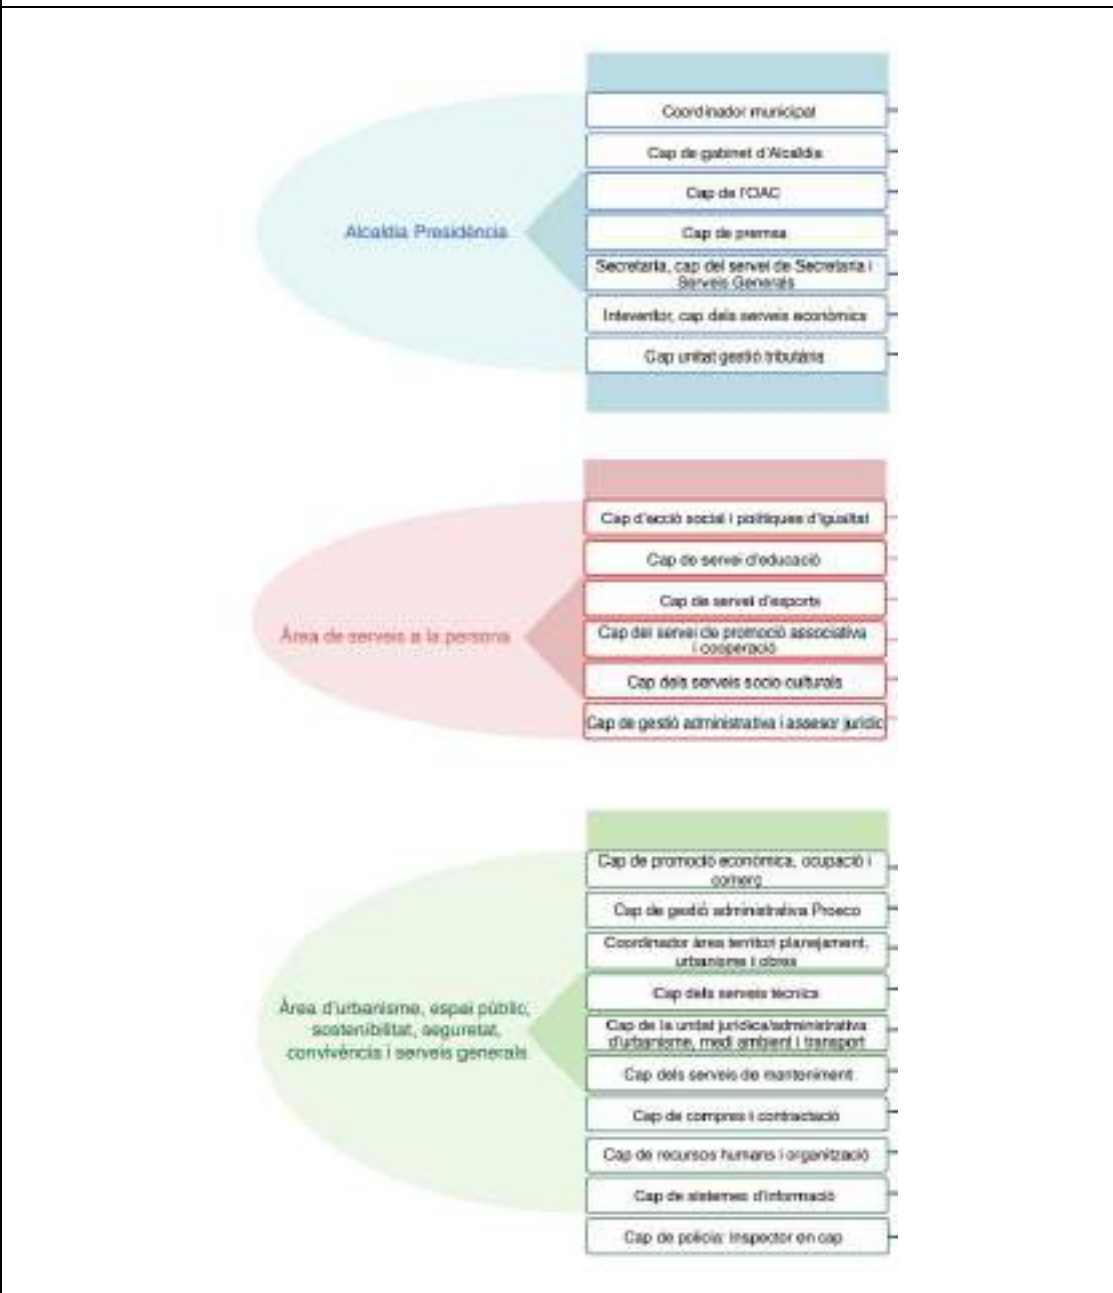 Alcaldia Presidència
Coordinador municipal
Cap de gabinet d'Alcaldia
Cap de l'OAC
Cap de premsa
Secretaria, cap del servei de Secretaria i
Serveis Generals
Inteventor, cap dels serveis econòmics
Cap unitat gestió tributària
Àrea de serveis a la persona
Cap d'acció social i polítiques d'igualtat
Cap de servei d'educació
Cap de servei d'esports
Cap del servei de promoció associativa
i cooperació
Cap dels serveis socio culturals
Cap de gestió administrativa i assesor jurídic
Àrea d'urbanisme, espai públic,
sostenibilitat, seguretat,
convivència i serveis generals
Cap de promoció econòmica, ocupació i
comerç
Cap de gestió administrativa Proeco
Coordinador àrea territori planejament,
urbanisme i obres
Cap dels serveis tècnics
Cap de la unitat jurídica/administrativa
d'urbanisme, medi ambient i transport
Cap dels serveis de manteniment
Cap de compres i contractació
Cap de recursos humans i organització
Cap de sistemes d'informació
Cap de policia: Inspector en cap